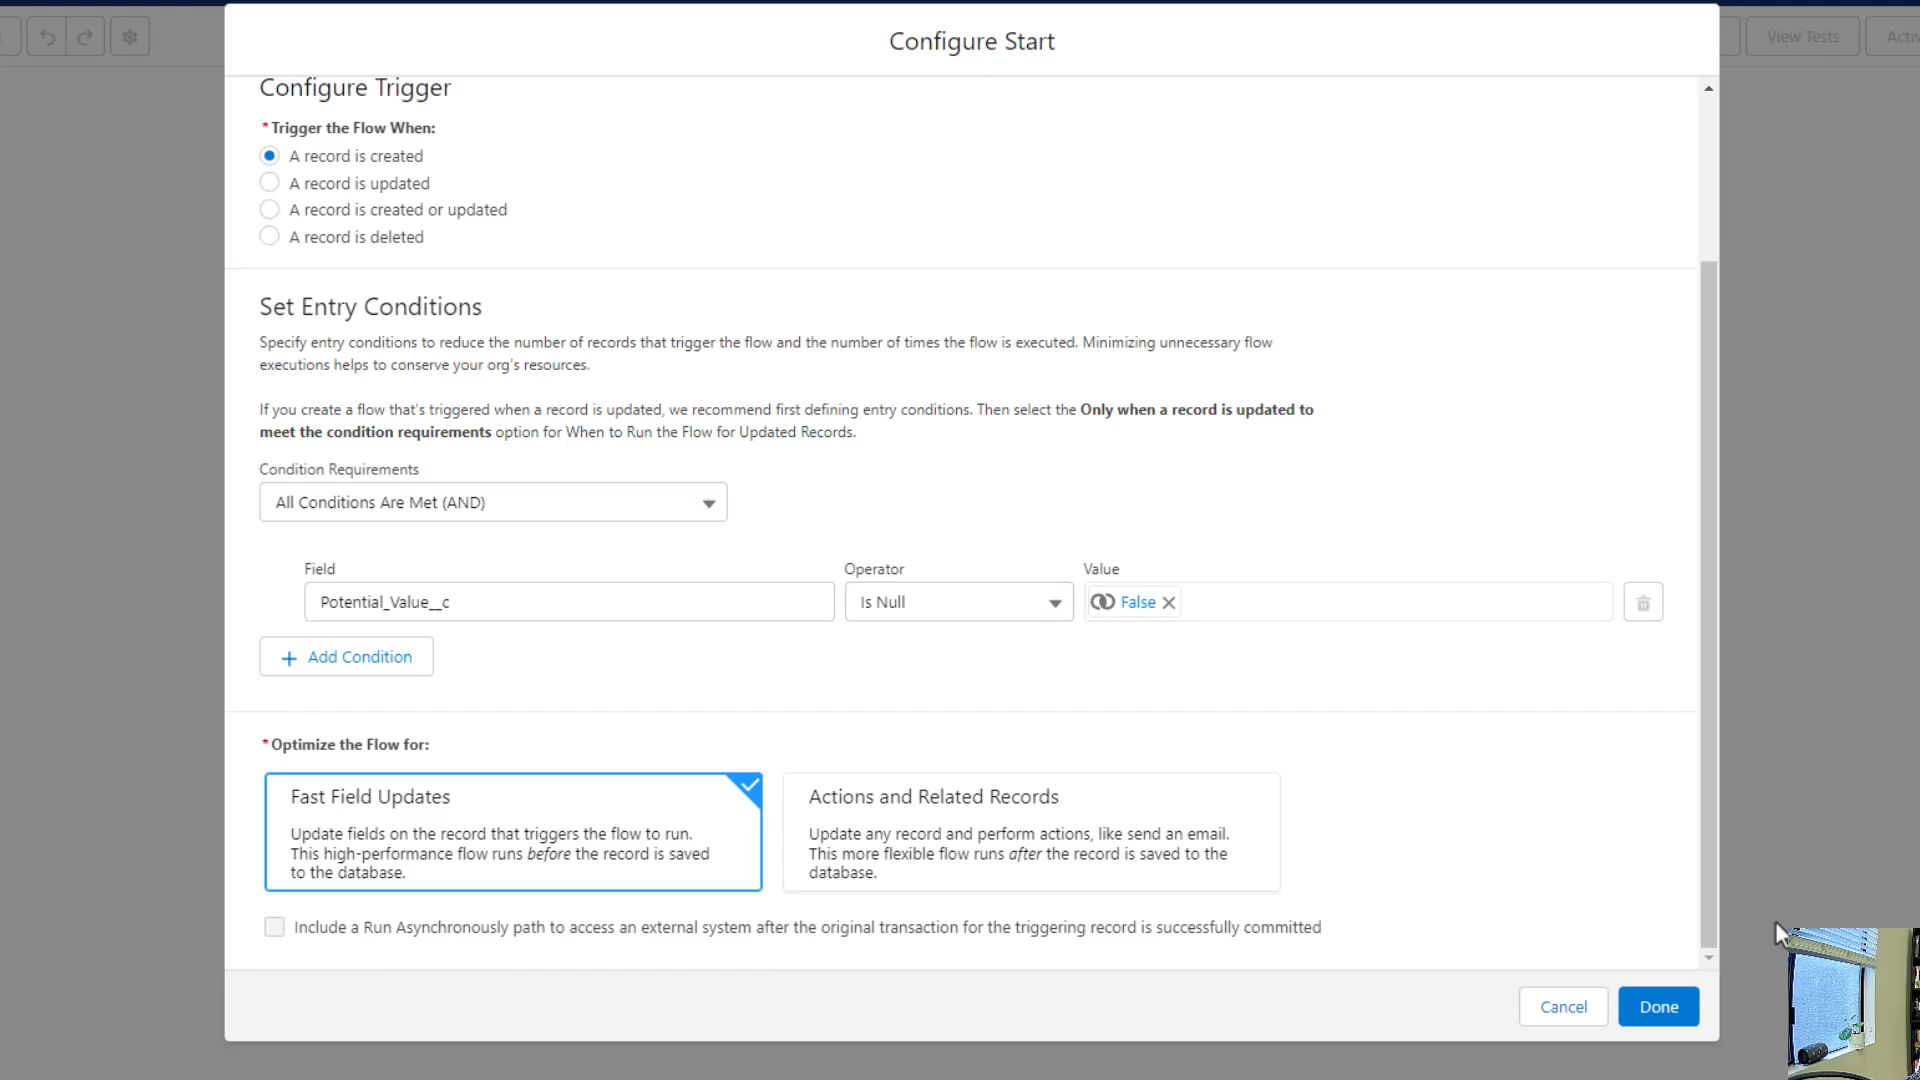 Configure Start
View Tests
Configure Trigger
* Trigger the Flow When:
A record is created
A record is updated
A record is created or updated
A record is deleted
Set Entry Conditions
Specify entry conditions to reduce the number of records that trigger the flow and the number of times the flow is executed. Minimizing unnecessary flow
executions helps to conserve your org's resources.
If you create a flow that's triggered when a record is updated, we recommend first defining entry conditions. Then select the Only when a record is updated to
meet the condition requirements option for When to Run the Flow for Updated Records.
Condition Requirements
All Conditions Are Met (AND)
Field
Operator
Value
Potential_Value__c
Is Null
False
Add Condition
* Optimize the Flow for:
Fast Field Updates
Update fields on the record that triggers the flow to run.
This high-performance flow runs before the record is saved
to the database.
Actions and Related Records
Update any record and perform actions, like send an email.
This more flexible flow runs after the record is saved to the
database.
Include a Run Asynchronously path to access an external system after the original transaction for the triggering record is successfully committed
Cancel
Done